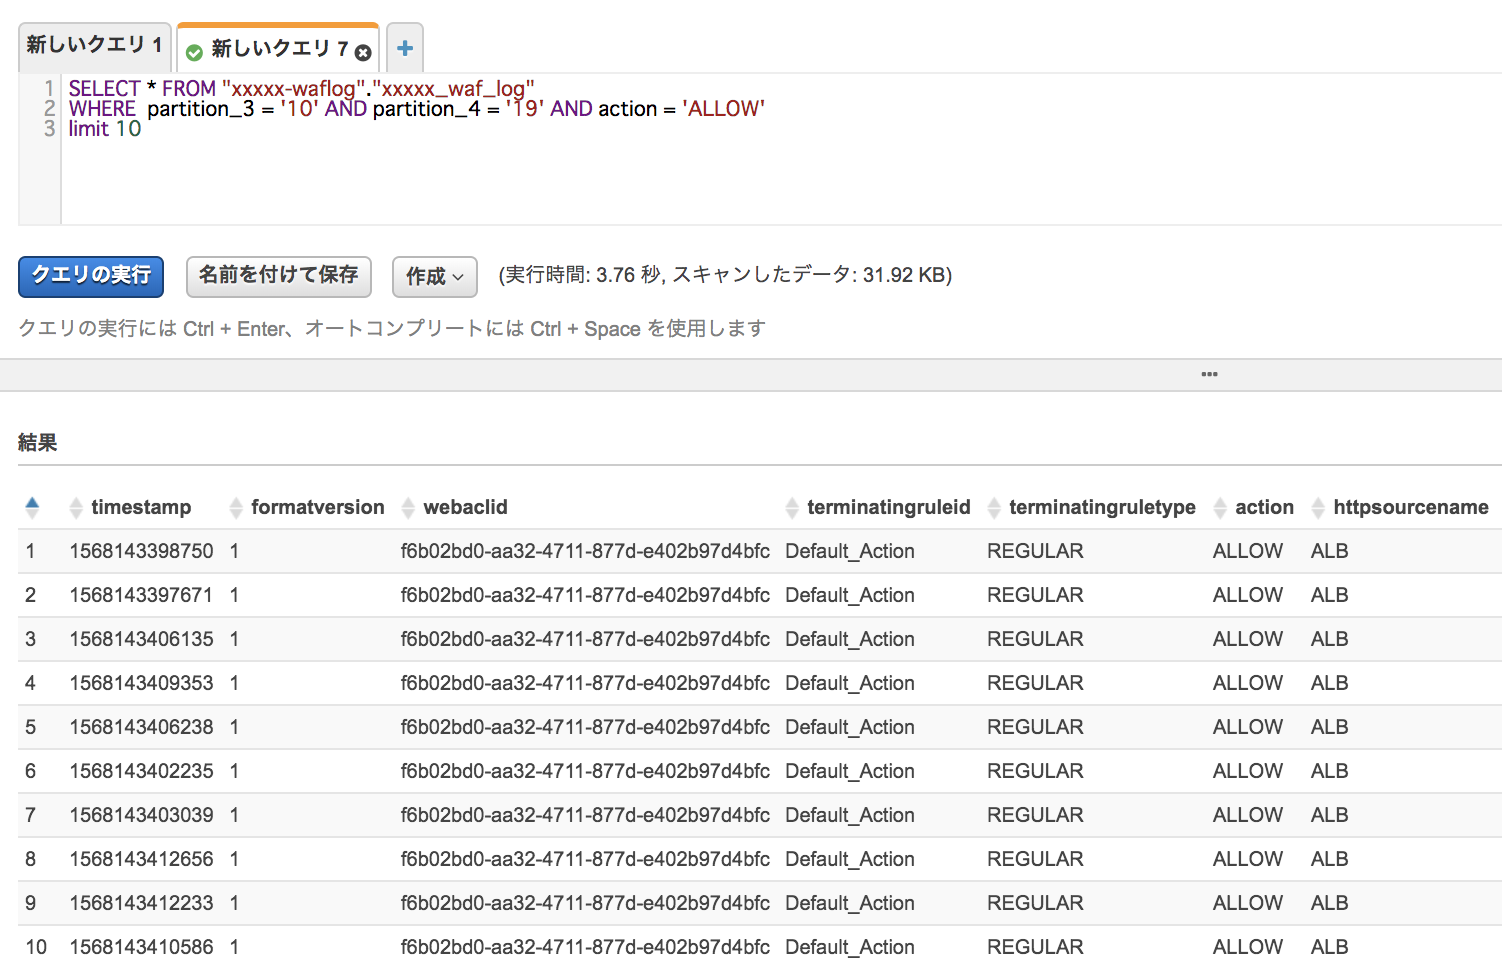 新しいクエリ 1 新しいクエリ 7
1 SELECT * FROM "xxxxx-waflog"."xxxxx_waf_log"
2 WHERE partition_3 = '10' AND partition_4 = '19' AND action = 'ALLOW'
3 limit 10
クエリの実行 名前を付けて保存 作成 (実行時間: 3.76 秒, スキャンしたデータ: 31.92 KB)
クエリの実行には Ctrl + Enter、オートコンプリートには Ctrl + Space を使用します
結果
timestamp formatversion webaclid terminatingruleid terminatingruletype action httpsourcename
1 1568143398750 1 f6b02bd0-aa32-4711-877d-e402b97d4bfc Default_Action REGULAR ALLOW ALB
2 1568143397671 1 f6b02bd0-aa32-4711-877d-e402b97d4bfc Default_Action REGULAR ALLOW ALB
3 1568143406135 1 f6b02bd0-aa32-4711-877d-e402b97d4bfc Default_Action REGULAR ALLOW ALB
4 1568143409353 1 f6b02bd0-aa32-4711-877d-e402b97d4bfc Default_Action REGULAR ALLOW ALB
5 1568143406238 1 f6b02bd0-aa32-4711-877d-e402b97d4bfc Default_Action REGULAR ALLOW ALB
6 1568143402235 1 f6b02bd0-aa32-4711-877d-e402b97d4bfc Default_Action REGULAR ALLOW ALB
7 1568143403039 1 f6b02bd0-aa32-4711-877d-e402b97d4bfc Default_Action REGULAR ALLOW ALB
8 1568143412656 1 f6b02bd0-aa32-4711-877d-e402b97d4bfc Default_Action REGULAR ALLOW ALB
9 1568143412233 1 f6b02bd0-aa32-4711-877d-e402b97d4bfc Default_Action REGULAR ALLOW ALB
10 1568143410586 1 f6b02bd0-aa32-4711-877d-e402b97d4bfc Default_Action REGULAR ALLOW ALB